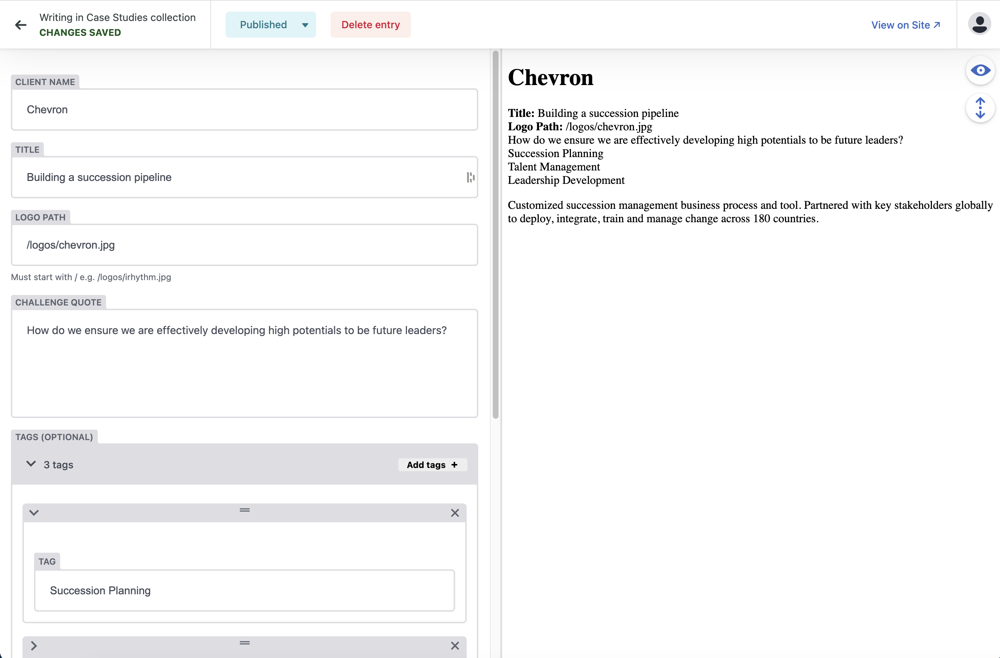 Writing in Case Studies collection
CHANGES SAVED
Published
Delete entry
View on Site
CLIENT NAME
Chevron
TITLE
Building a succession pipeline
LOGO PATH
/logos/chevron.jpg
Must start with / e.g. /logos/irhythm.jpg
CHALLENGE QUOTE
How do we ensure we are effectively developing high potentials to be future leaders?
TAGS (OPTIONAL)
3 tags
Add tags +
TAG
Succession Planning
Chevron
Title: Building a succession pipeline
Logo Path: /logos/chevron.jpg
How do we ensure we are effectively developing high potentials to be future leaders?
Succession Planning
Talent Management
Leadership Development
Customized succession management business process and tool. Partnered with key stakeholders globally
to deploy, integrate, train and manage change across 180 countries.